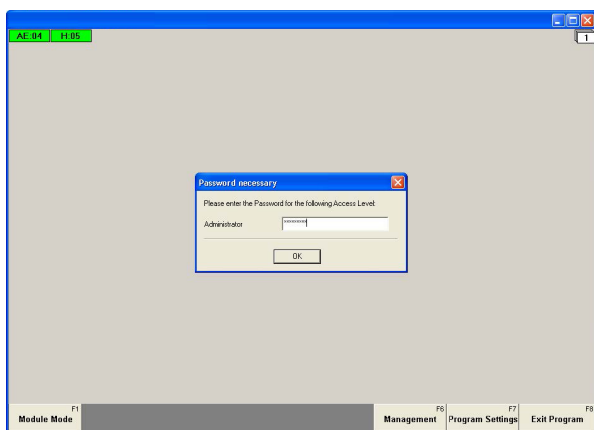 AE:04 H:05
1
Password necessary
Please enter the Password for the following Access Level:
Administrator
OK
F1 F6 F7 F8
Module Mode Management Program Settings Exit Program